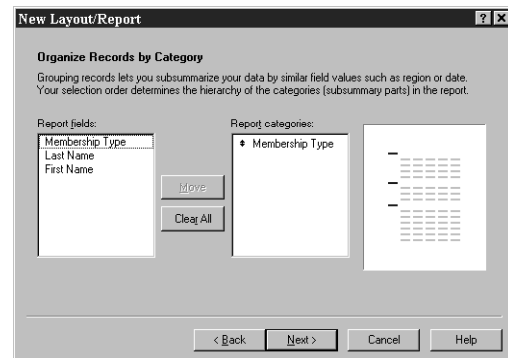 New Layout/Report
Organize Records by Category
Grouping records lets you subsummarize your data by similar field values such as region or date.
Your selection order determines the hierarchy of the categories (subsummary parts) in the report.
Report fields:
Membership Type
Last Name
First Name
Move
Clear All
Report categories:
Membership Type
< Back
Next >
Cancel
Help